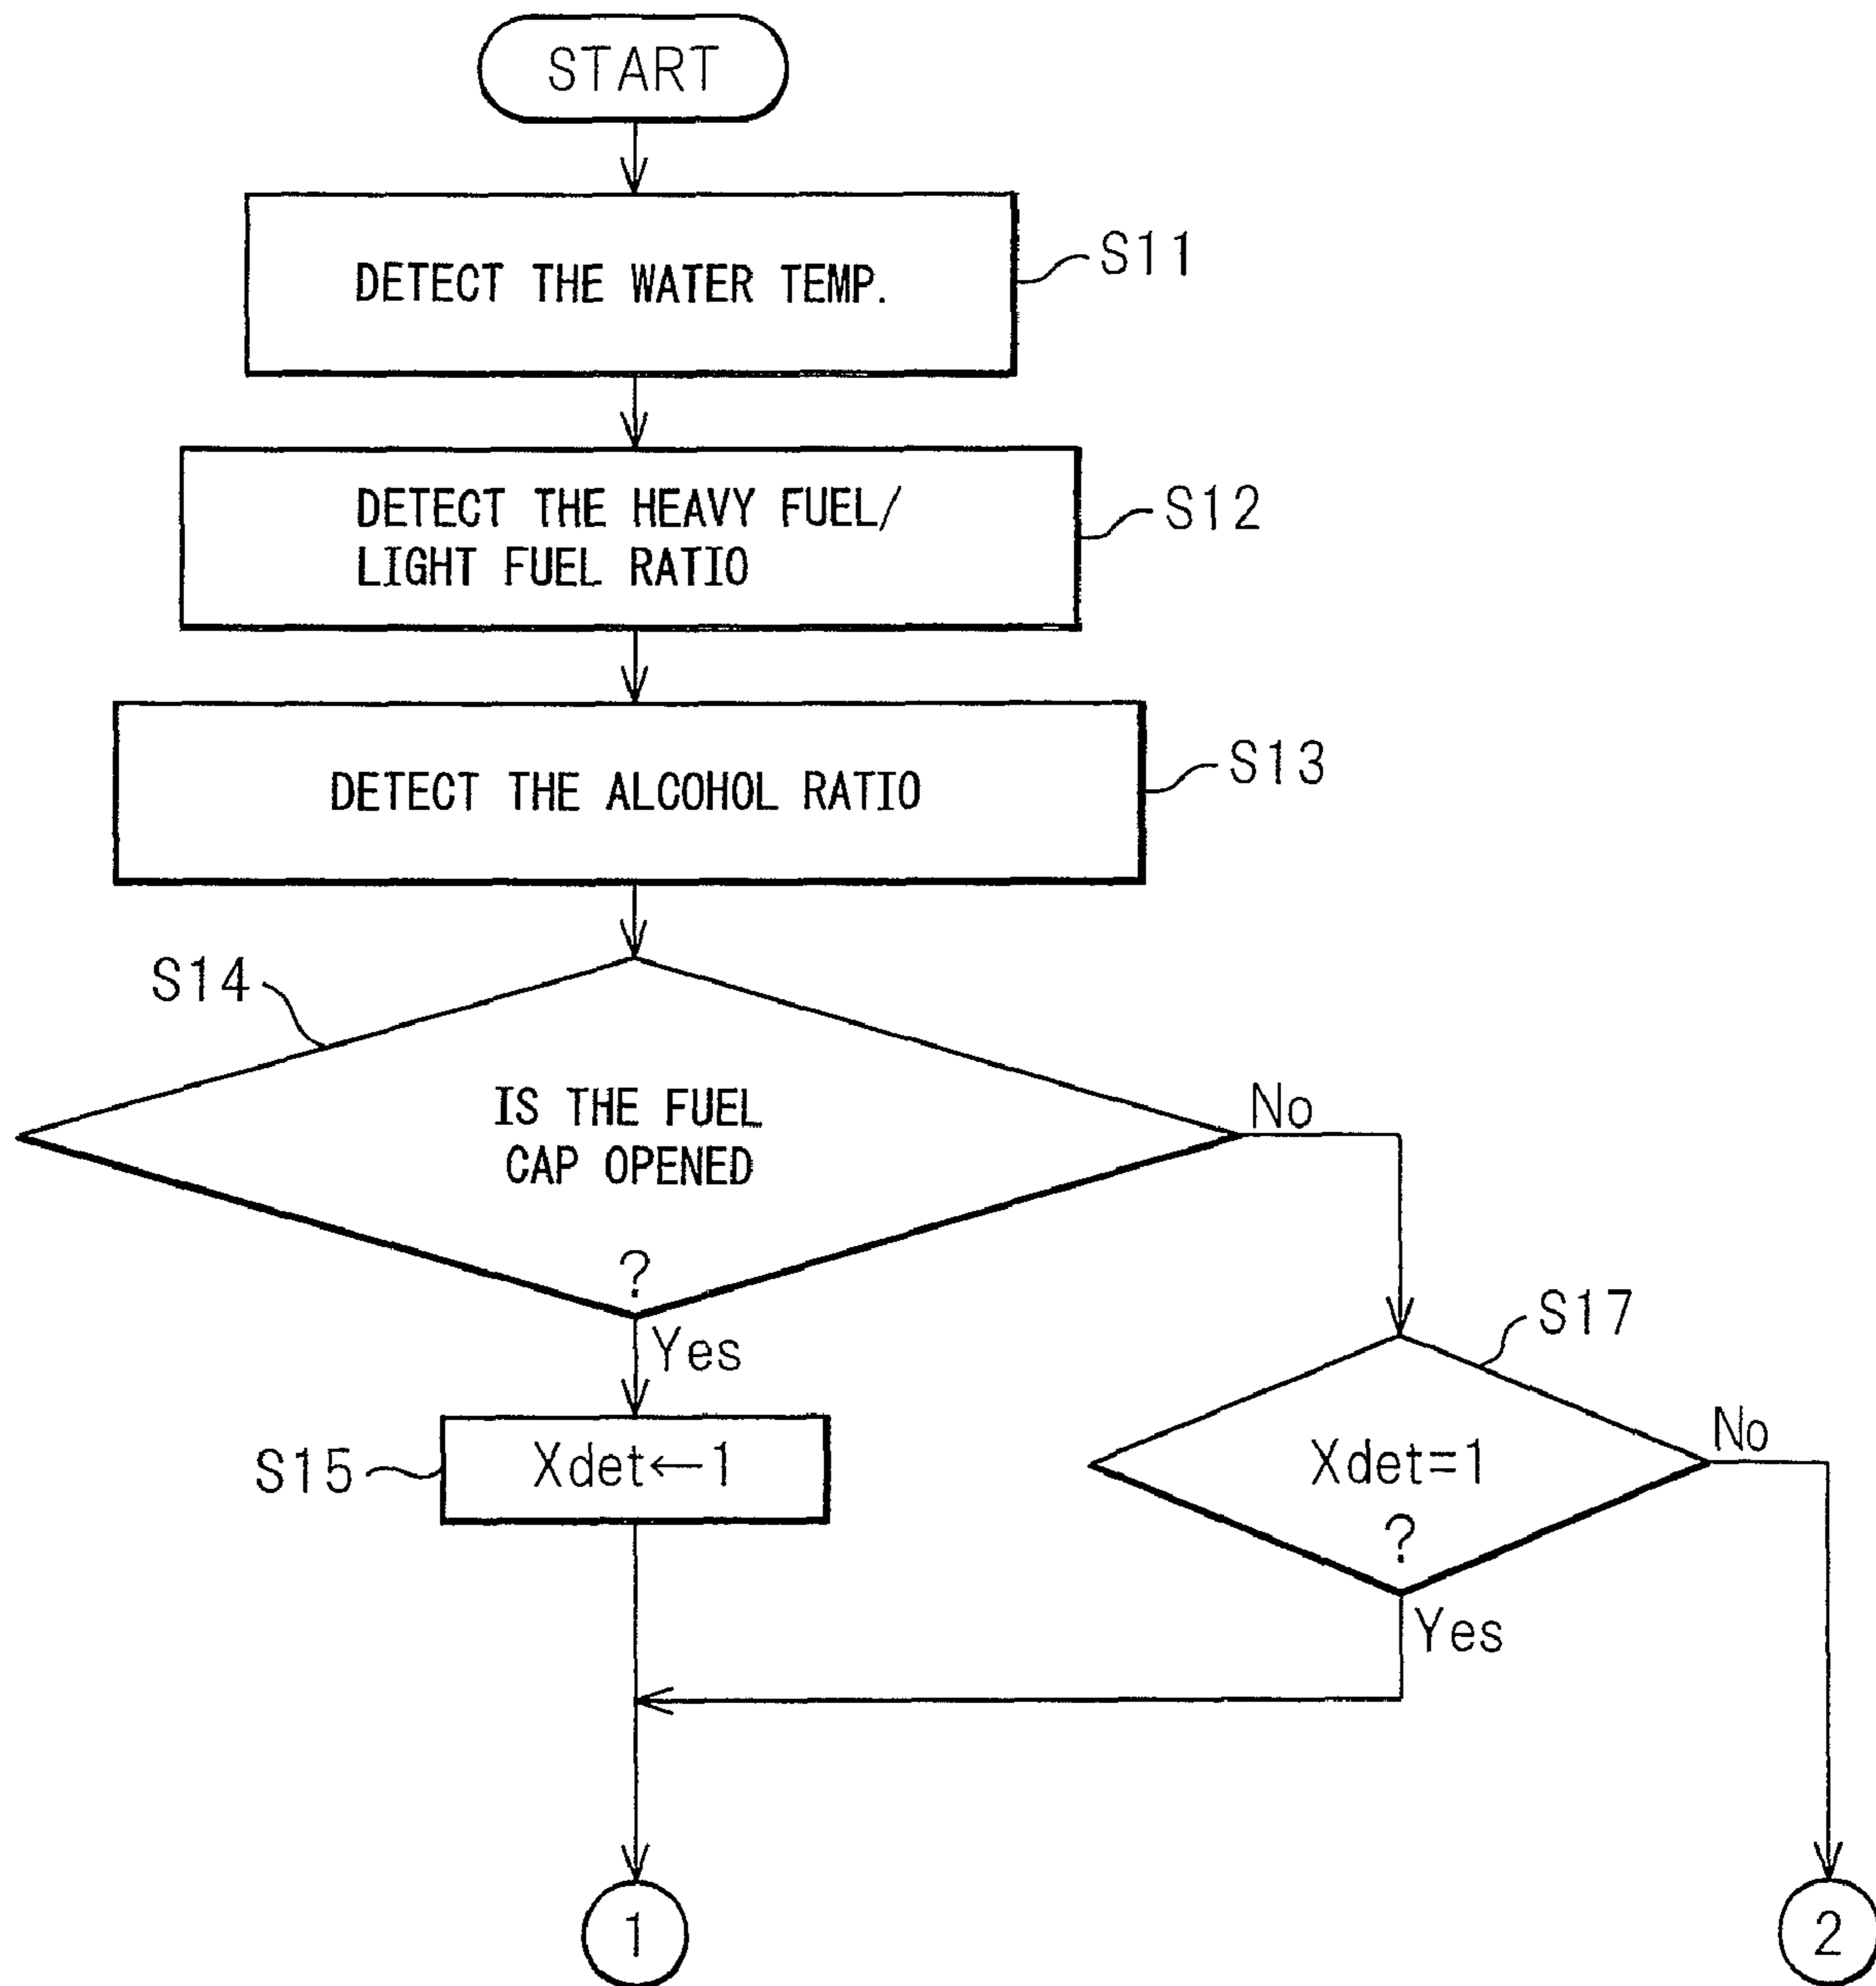 START
DETECT THE WATER TEMP.
S11
DETECT THE HEAVY FUEL/
LIGHT FUEL RATIO
S12
DETECT THE ALCOHOL RATIO
S13
S14
IS THE FUEL
CAP OPENED
?
No
Yes
S17
S15
Xdet←1
Xdet=1
?
No
Yes
1
2